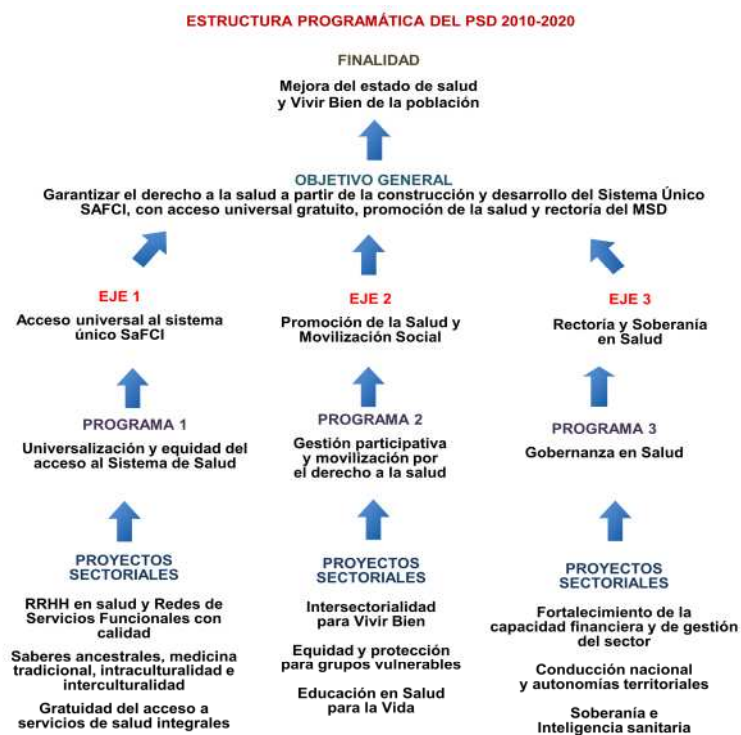 ESTRUCTURA PROGRAMÁTICA DEL PSD 2010-2020
FINALIDAD
Mejora del estado de salud
y Vivir Bien de la población
OBJETIVO GENERAL
Garantizar el derecho a la salud a partir de la construcción y desarrollo del Sistema Único
SAFCI, con acceso universal gratuito, promoción de la salud y rectoría del MSD
EJE 1
Acceso universal al sistema
único SaFCI
EJE 2
Promoción de la Salud y
Movilización Social
EJE 3
Rectoría y Soberanía
en Salud
PROGRAMA 1
Universalización y equidad del
acceso al Sistema de Salud
PROGRAMA 2
Gestión participativa
y movilización por
el derecho a la salud
PROGRAMA 3
Gobernanza en Salud
PROYECTOS
SECTORIALES
RRHH en salud y Redes de
Servicios Funcionales con
calidad
Saberes ancestrales, medicina
tradicional, intraculturalidad e
interculturalidad
Gratuidad del acceso a
servicios de salud integrales
PROYECTOS
SECTORIALES
Intersectorialidad
para Vivir Bien
Equidad y protección
para grupos vulnerables
Educación en Salud
para la Vida
PROYECTOS
SECTORIALES
Fortalecimiento de la
capacidad financiera y de gestión
del sector
Conducción nacional
y autonomías territoriales
Soberanía e
Inteligencia sanitaria